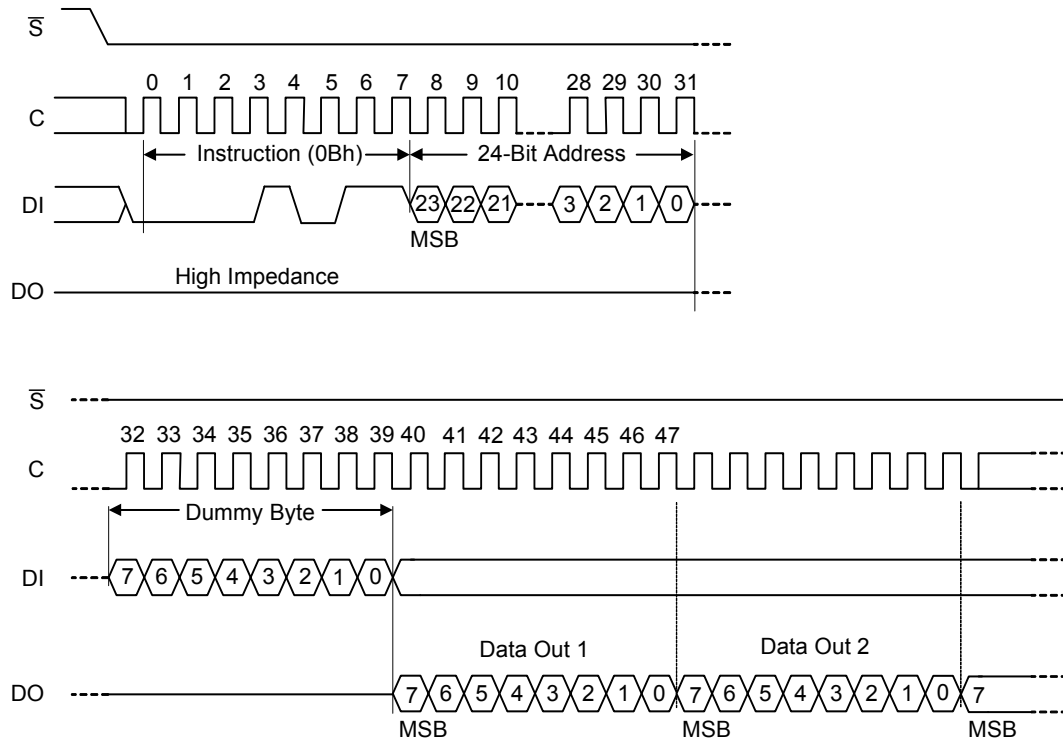 S
0 1 2 3 4 5 6 7 8 9 10 28 29 30 31
C
Instruction (0Bh) 24-Bit Address
DI 23 22 21 3 2 1 0
MSB
High Impedance
DO
S
32 33 34 35 36 37 38 39 40 41 42 43 44 45 46 47
C
Dummy Byte
DI 7 6 5 4 3 2 1 0
Data Out 1 Data Out 2
DO 7 6 5 4 3 2 1 0 7 6 5 4 3 2 1 0 7
MSB MSB MSB